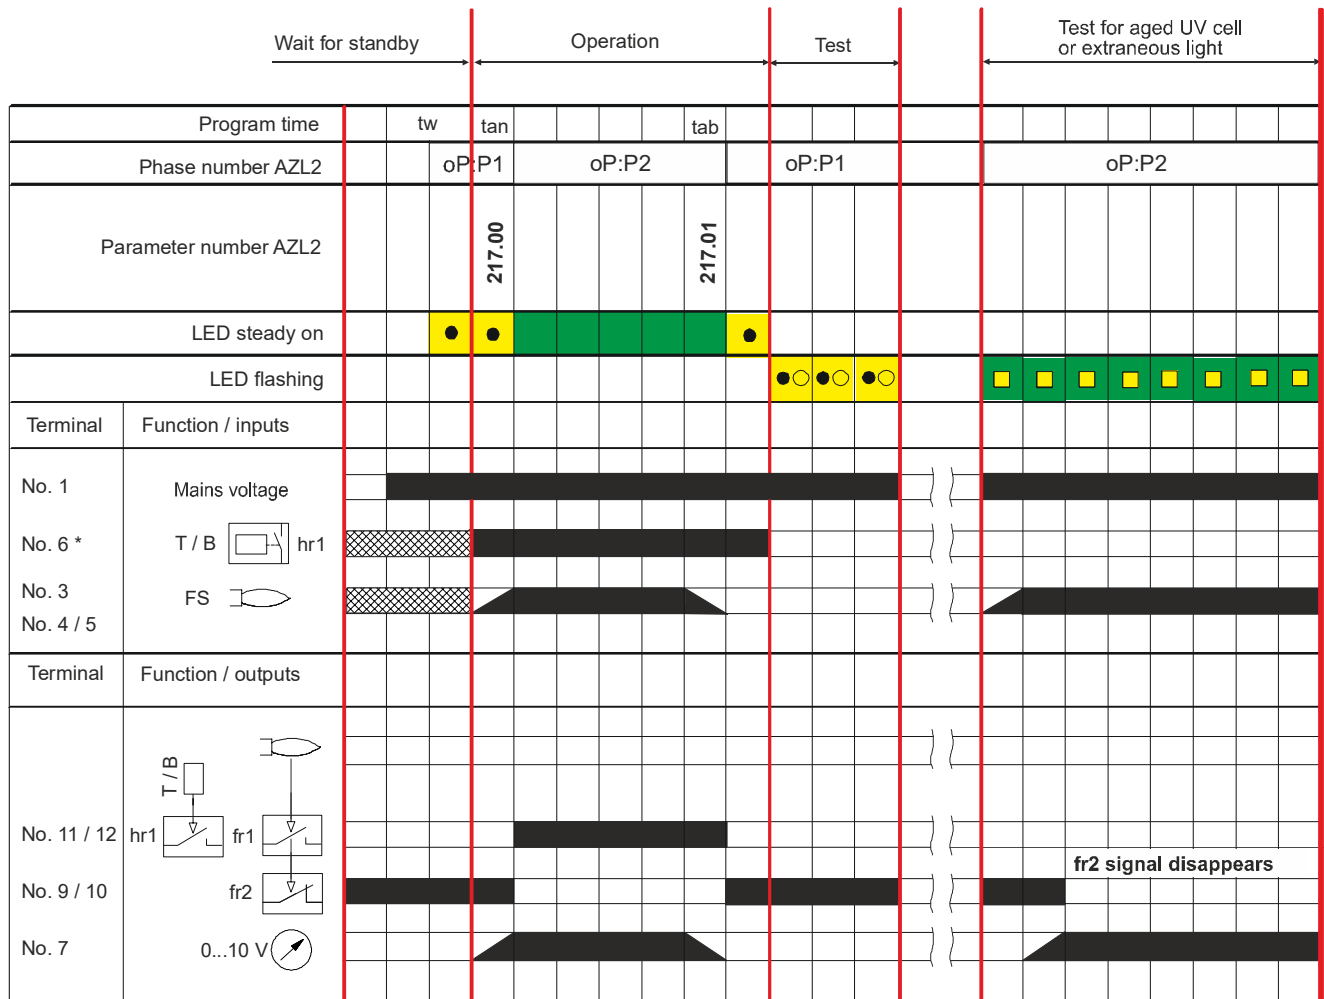 Wait for standby
Operation
Test
Test for aged UV cell
or extraneous light
Program time
tw
tan
tab
Phase number AZL2
oP:P1
oP:P2
oP:P1
oP:P2
Parameter number AZL2
217.00
217.01
LED steady on
LED flashing
Terminal
Function / inputs
No. 1
Mains voltage
No. 6 *
T / B
hr1
No. 3
FS
No. 4 / 5
Terminal
Function / outputs
T / B
No. 11 / 12
hr1
fr1
fr2 signal disappears
No. 9 / 10
fr2
No. 7
0...10 V